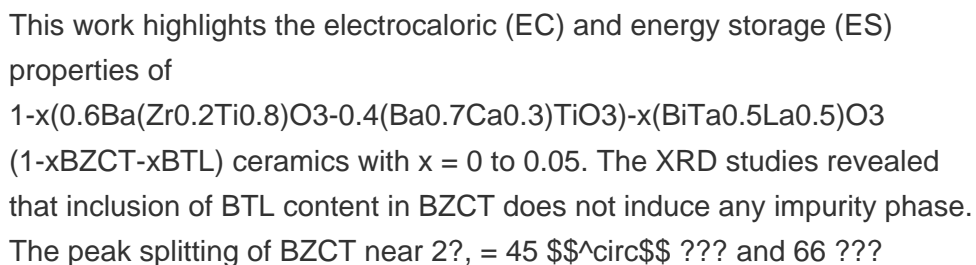 This work highlights the electrocaloric (EC) and energy storage (ES)
properties of
1-x(0.6Ba(Zr0.2Ti0.8)O3-0.4(Ba0.7Ca0.3)TiO3)-x(BiTa0.5La0.5)O3
(1-xBZCT-xBTL) ceramics with x = 0 to 0.05. The XRD studies revealed
that inclusion of BTL content in BZCT does not induce any impurity phase.
The peak splitting of BZCT near 2?, = 45 $$^circ$$ ??? and 66 ???